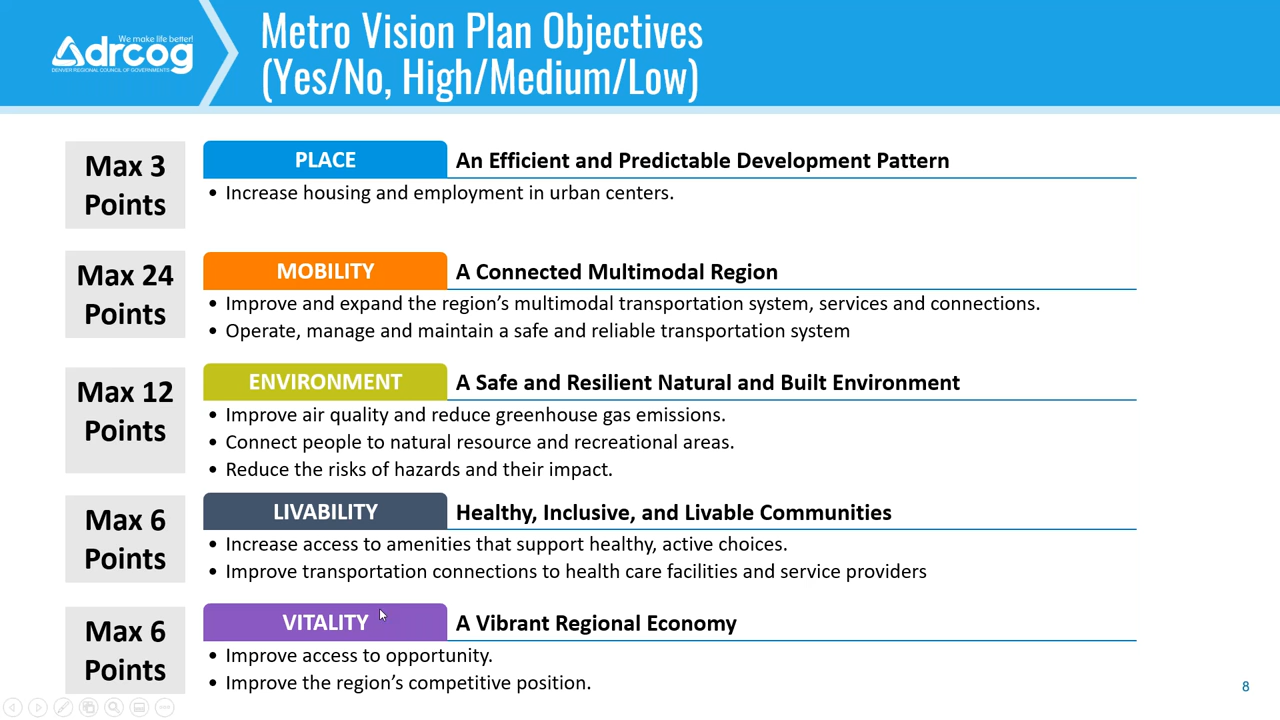 We make life better!
drcog
DENVER REGIONAL COUNCIL OF GOVERNMENTS
Metro Vision Plan Objectives
(Yes/No, High/Medium/Low)
Max 3
Points
PLACE
An Efficient and Predictable Development Pattern
• Increase housing and employment in urban centers.
Max 24
Points
MOBILITY
A Connected Multimodal Region
• Improve and expand the region’s multimodal transportation system, services and connections.
• Operate, manage and maintain a safe and reliable transportation system
Max 12
Points
ENVIRONMENT
A Safe and Resilient Natural and Built Environment
• Improve air quality and reduce greenhouse gas emissions.
• Connect people to natural resource and recreational areas.
• Reduce the risks of hazards and their impact.
Max 6
Points
LIVABILITY
Healthy, Inclusive, and Livable Communities
• Increase access to amenities that support healthy, active choices.
• Improve transportation connections to health care facilities and service providers
Max 6
Points
VITALITY
A Vibrant Regional Economy
• Improve access to opportunity.
• Improve the region’s competitive position.
8